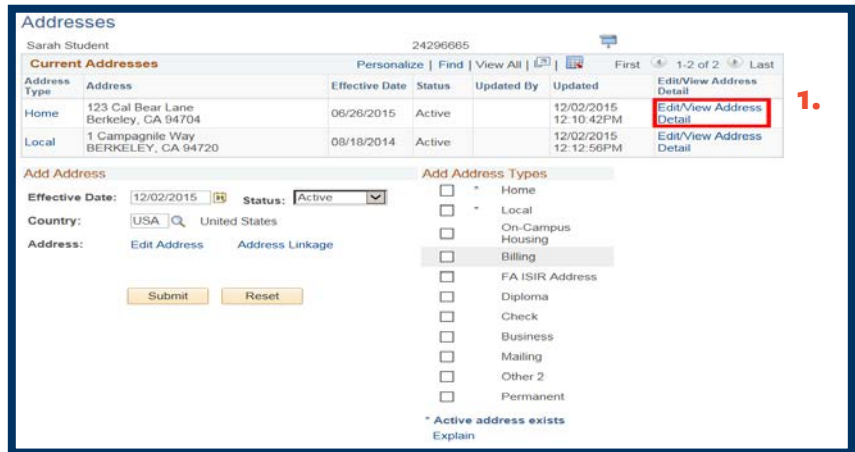 Addresses
Sarah Student 24296665
Current Addresses Personalize | Find | View All | | First 1-2 of 2 Last
Address Type Address Effective Date Status Updated By Updated Edit/View Address Detail
Home 123 Cal Bear Lane Berkeley, CA 94704 06/26/2015 Active 12/02/2015 12:10:42PM Edit/View Address Detail
1.
Local 1 Campagnile Way BERKELEY, CA 94720 08/18/2014 Active 12/02/2015 12:12:56PM Edit/View Address Detail
Add Address
Effective Date: 12/02/2015 Status: Active
Country: USA United States
Address: Edit Address Address Linkage
Submit Reset
Add Address Types
* Home
* Local
On-Campus
Housing
Billing
FA ISIR Address
Diploma
Check
Business
Mailing
Other 2
Permanent
* Active address exists
Explain